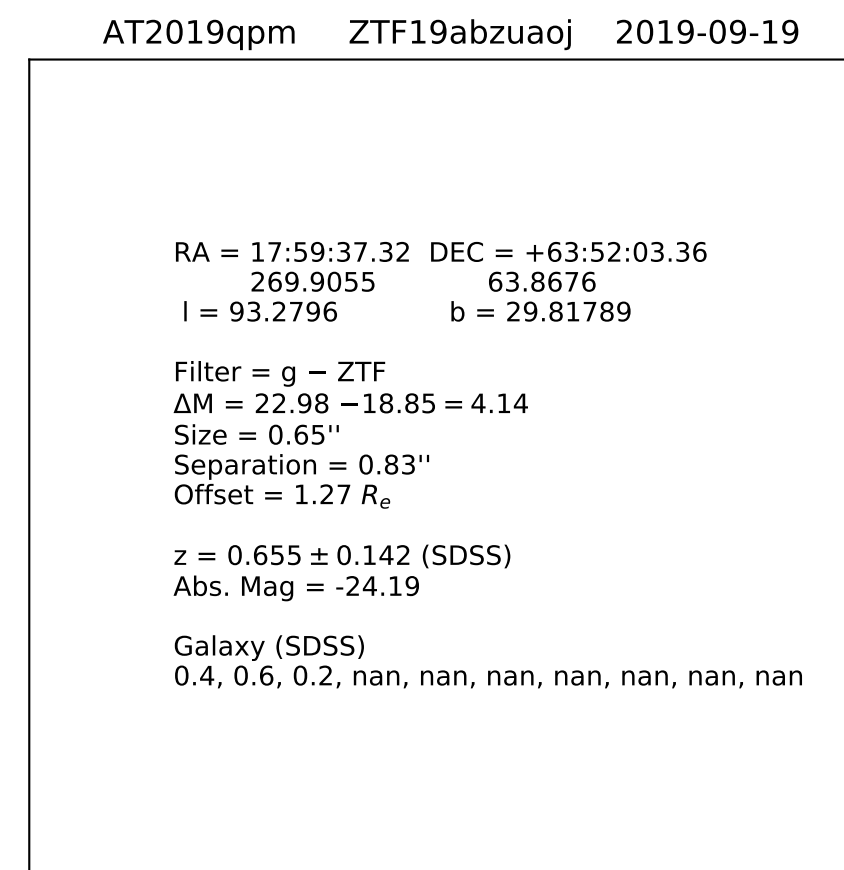 AT2019qpm ZTF19abzuaoj 2019-09-19
RA = 17:59:37.32 DEC = +63:52:03.36
269.9055 63.8676
l = 93.2796 b = 29.81789
Filter = g − ZTF
ΔM = 22.98 −18.85 = 4.14
Size = 0.65''
Separation = 0.83''
Offset = 1.27 Rₑ
z = 0.655 ± 0.142 (SDSS)
Abs. Mag = -24.19
Galaxy (SDSS)
0.4, 0.6, 0.2, nan, nan, nan, nan, nan, nan, nan